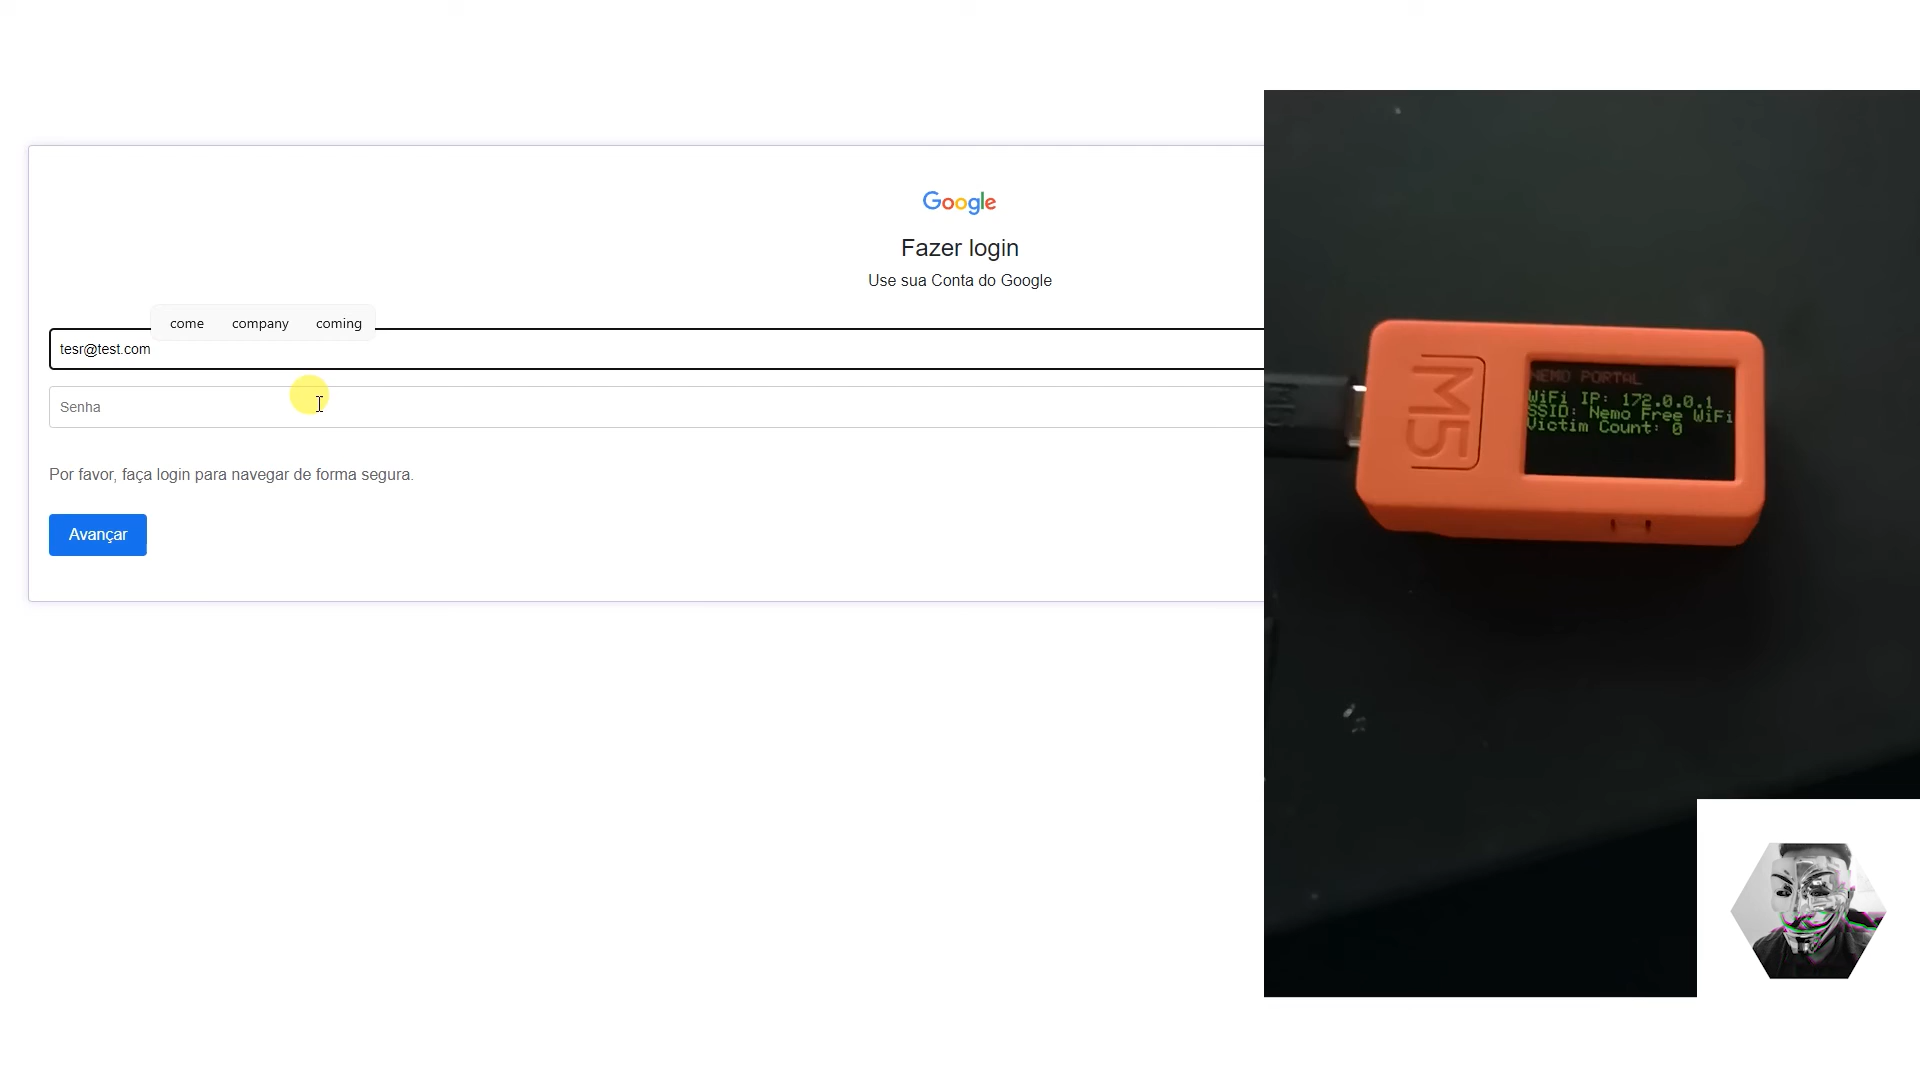 Google
Fazer login
Use sua Conta do Google
come company coming
tesr@test.com
Senha
Por favor, faça login para navegar de forma segura.
Avançar
M5
NEMO PORTAL
WiFi IP: 172.0.0.1
SSID: Nemo Free WiFi
Victim Count: 0